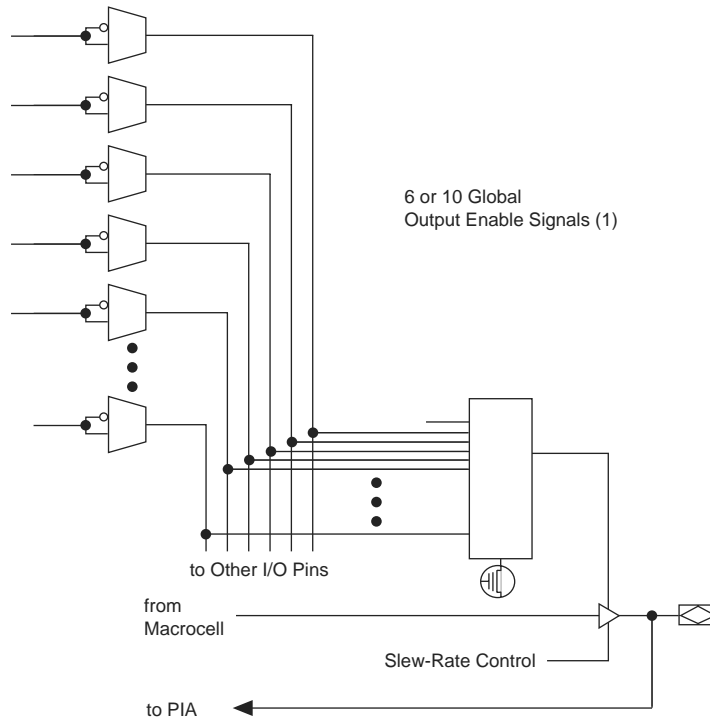 6 or 10 Global
Output Enable Signals (1)
to Other I/O Pins
from
Macrocell
Slew-Rate Control
to PIA